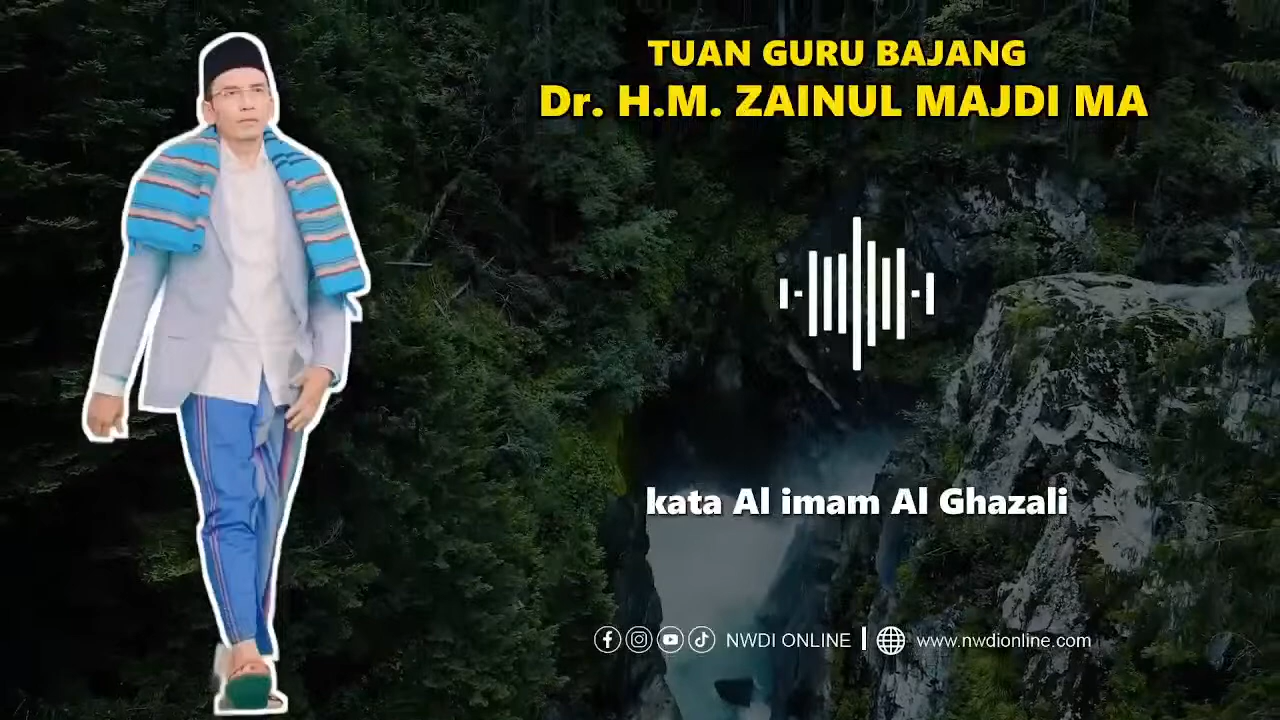 TUAN GURU BAJANG
Dr. H.M. ZAINUL MAJDI MA
kata Al imam Al Ghazali
NWDI ONLINE | www.nwdionline.com